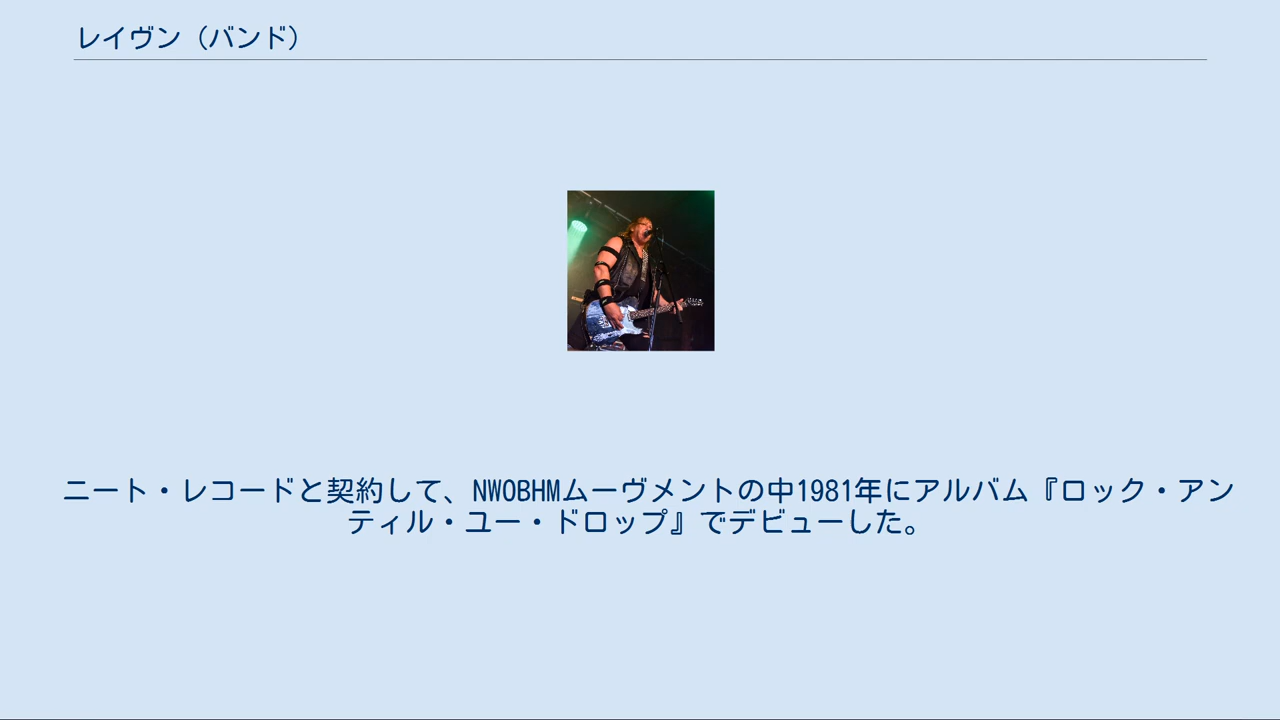 レイヴン（バンド）
ニート・レコードと契約して、NWOBHMムーヴメントの中1981年にアルバム『ロック・アン
ティル・ユー・ドロップ』でデビューした。